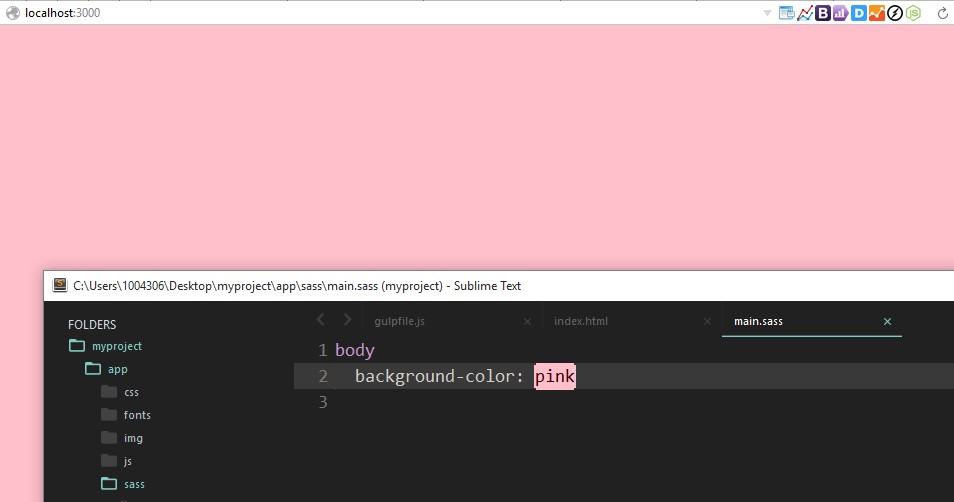 localhost:3000
B D JS
C:\Users\1004306\Desktop\myproject\app\sass\main.sass (myproject) - Sublime Text
FOLDERS
myproject
app
css
fonts
img
js
sass
gulpfile.js index.html main.sass
1 body
2 background-color: pink
3